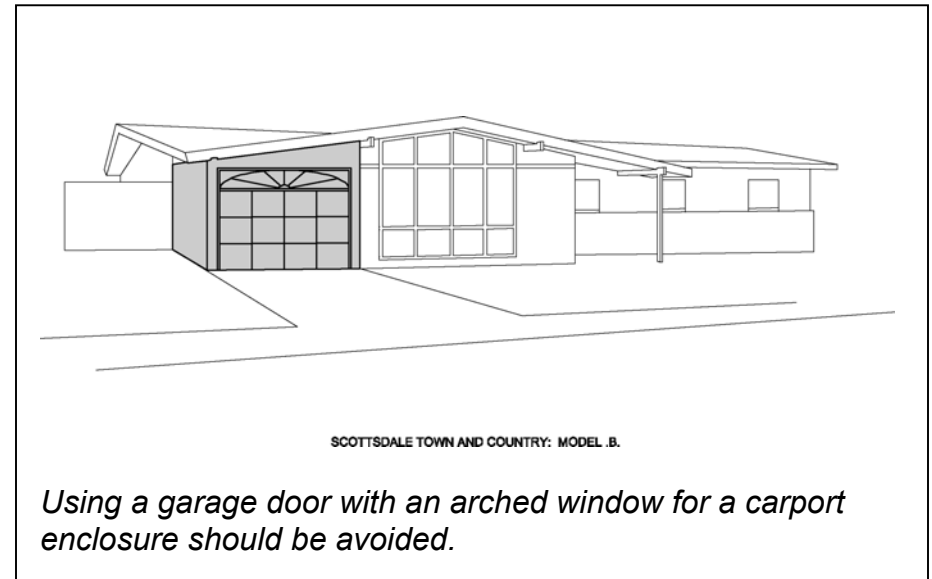 SCOTTSDALE TOWN AND COUNTRY: MODEL .B.
Using a garage door with an arched window for a carport
enclosure should be avoided.